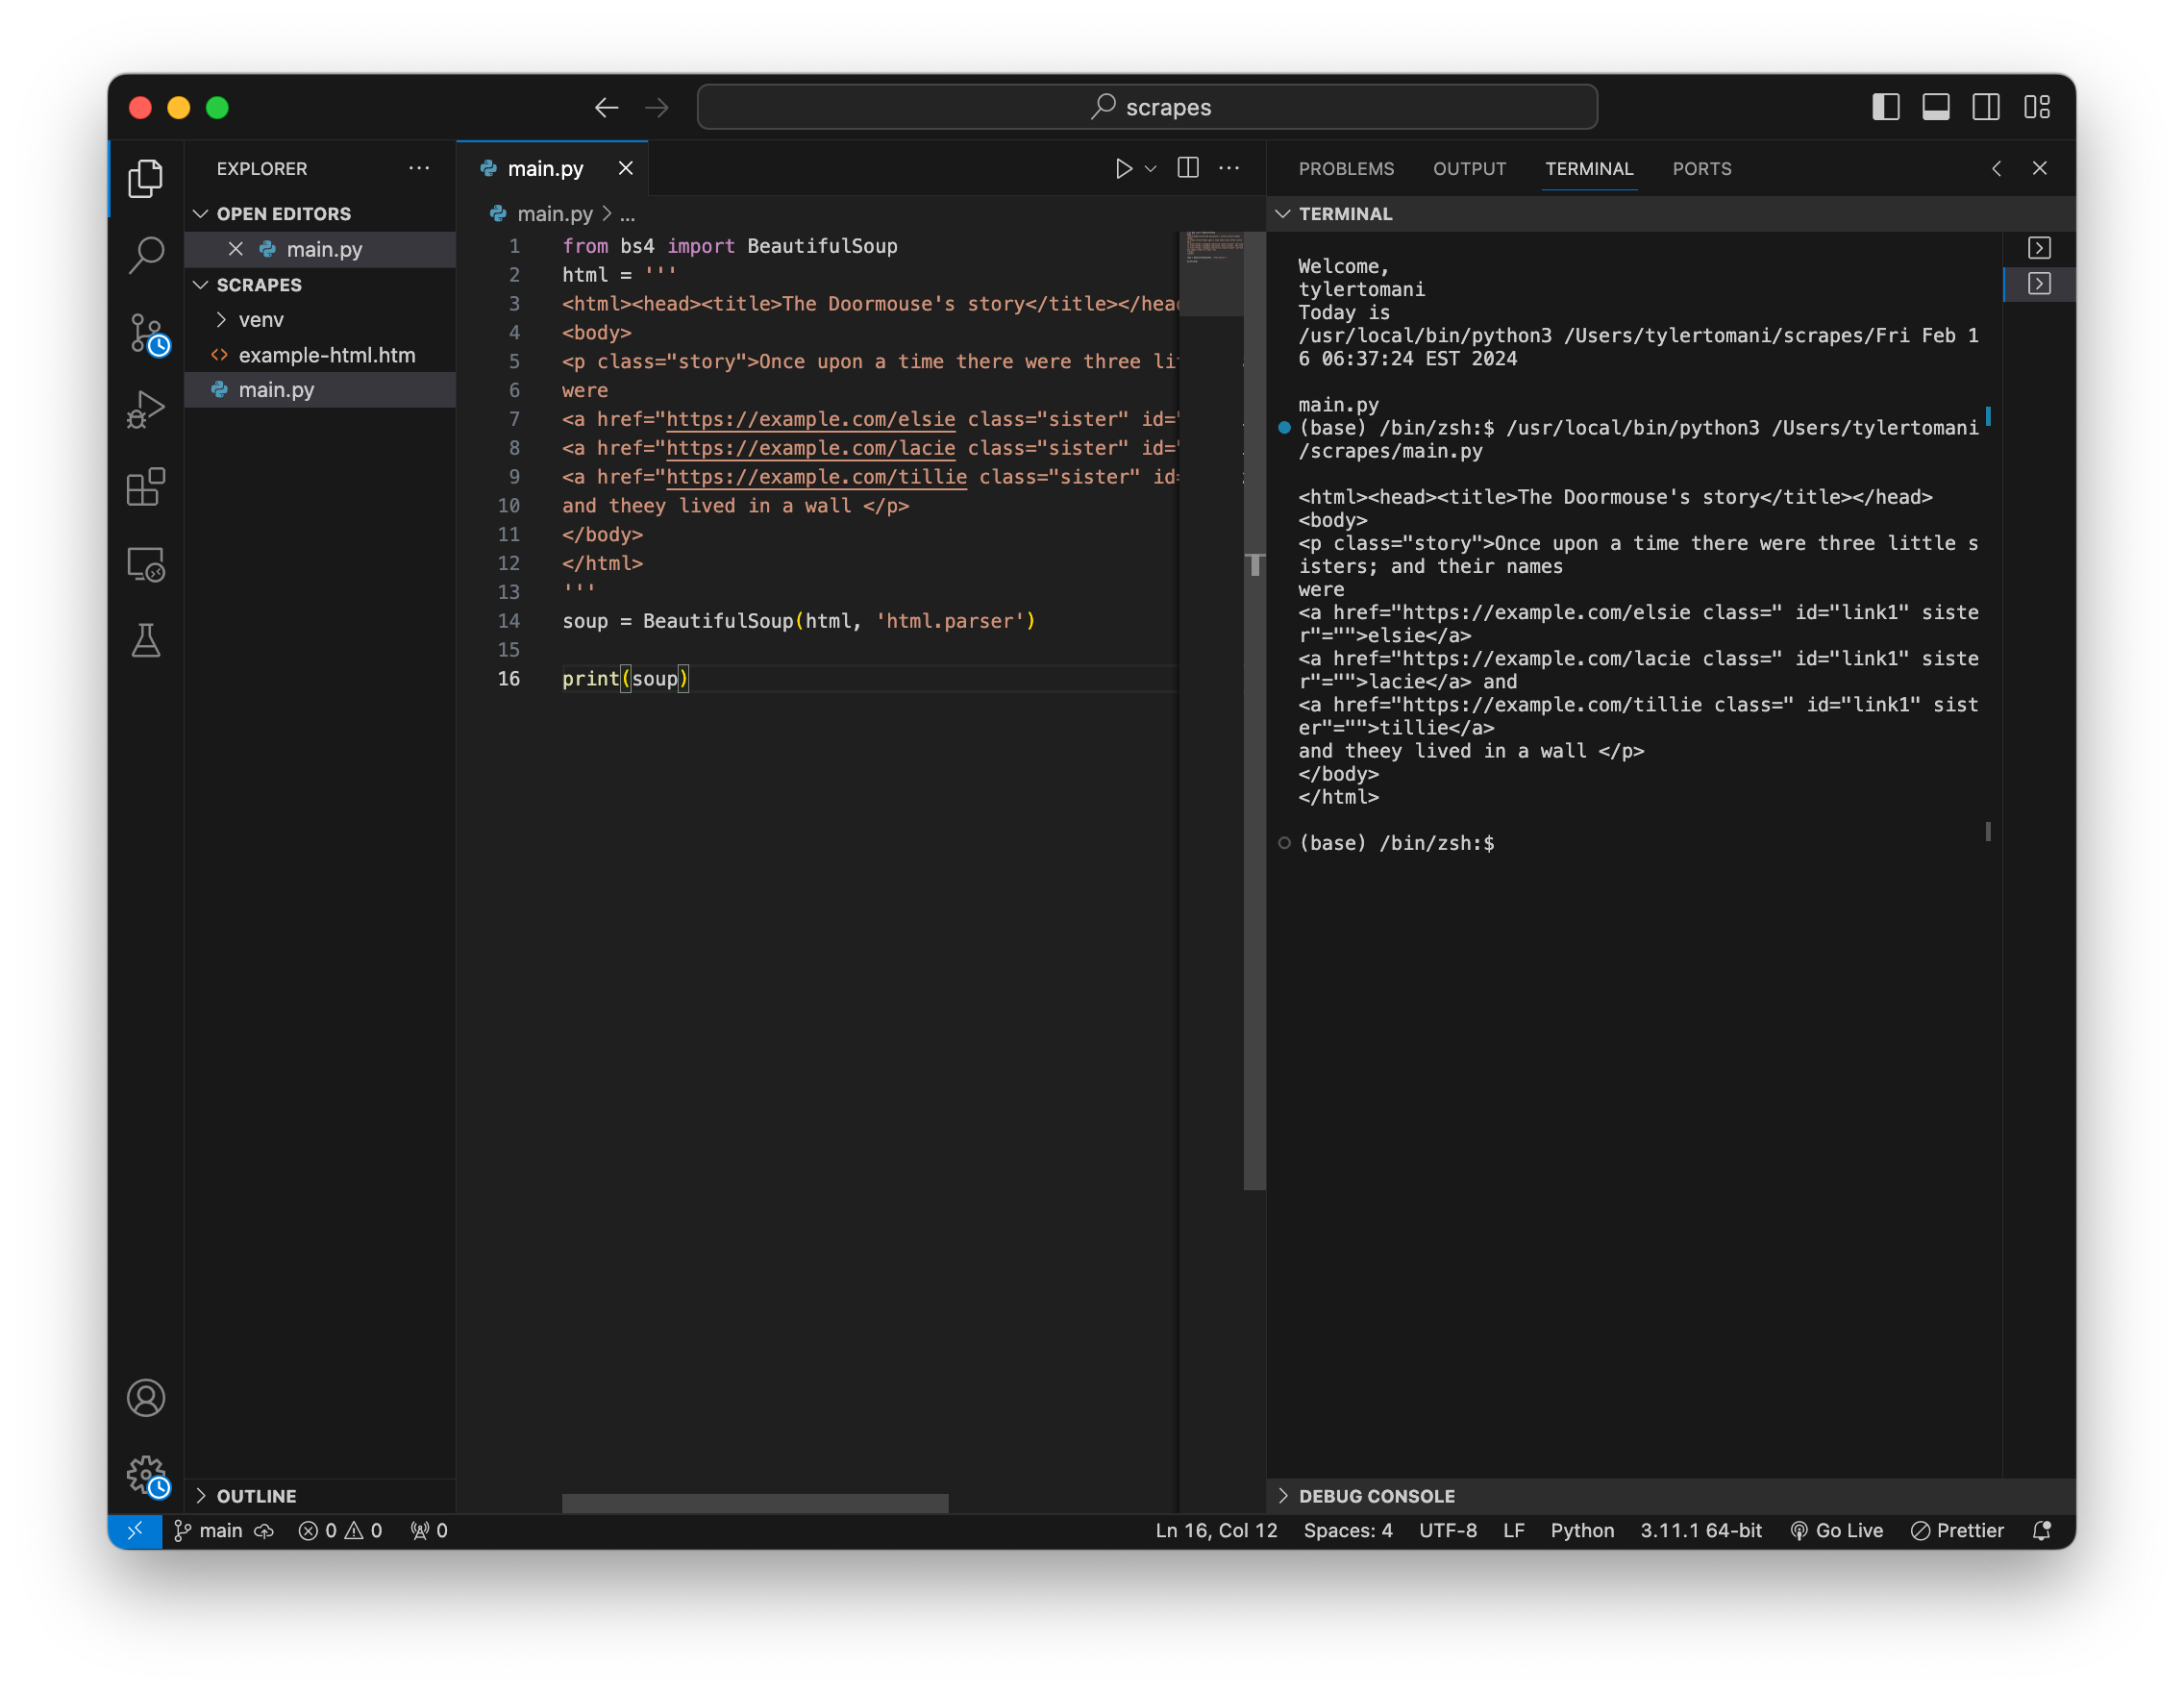 scrapes
EXPLORER
OPEN EDITORS
main.py
SCRAPES
venv
example-html.htm
main.py
OUTLINE
main.py
main.py > ...
1 from bs4 import BeautifulSoup
2 html = '''
3 <html><head><title>The Doormouse's story</title></head
4 <body>
5 <p class="story">Once upon a time there were three lit
6 were
7 <a href="https://example.com/elsie class="sister" id="
8 <a href="https://example.com/lacie class="sister" id="
9 <a href="https://example.com/tillie class="sister" id=
10 and theey lived in a wall </p>
11 </body>
12 </html>
13 '''
14 soup = BeautifulSoup(html, 'html.parser')
15
16 print(soup)
PROBLEMS OUTPUT TERMINAL PORTS
TERMINAL
Welcome,
tylertomani
Today is
/usr/local/bin/python3 /Users/tylertomani/scrapes/Fri Feb 1
6 06:37:24 EST 2024
main.py
(base) /bin/zsh:$ /usr/local/bin/python3 /Users/tylertomani
/scrapes/main.py
<html><head><title>The Doormouse's story</title></head>
<body>
<p class="story">Once upon a time there were three little s
isters; and their names
were
<a href="https://example.com/elsie class=" id="link1" siste
r"="">elsie</a>
<a href="https://example.com/lacie class=" id="link1" siste
r"="">lacie</a> and
<a href="https://example.com/tillie class=" id="link1" sist
er"="">tillie</a>
and theey lived in a wall </p>
</body>
</html>
(base) /bin/zsh:$
DEBUG CONSOLE
main 0 0 0 Ln 16, Col 12 Spaces: 4 UTF-8 LF Python 3.11.1 64-bit Go Live Prettier